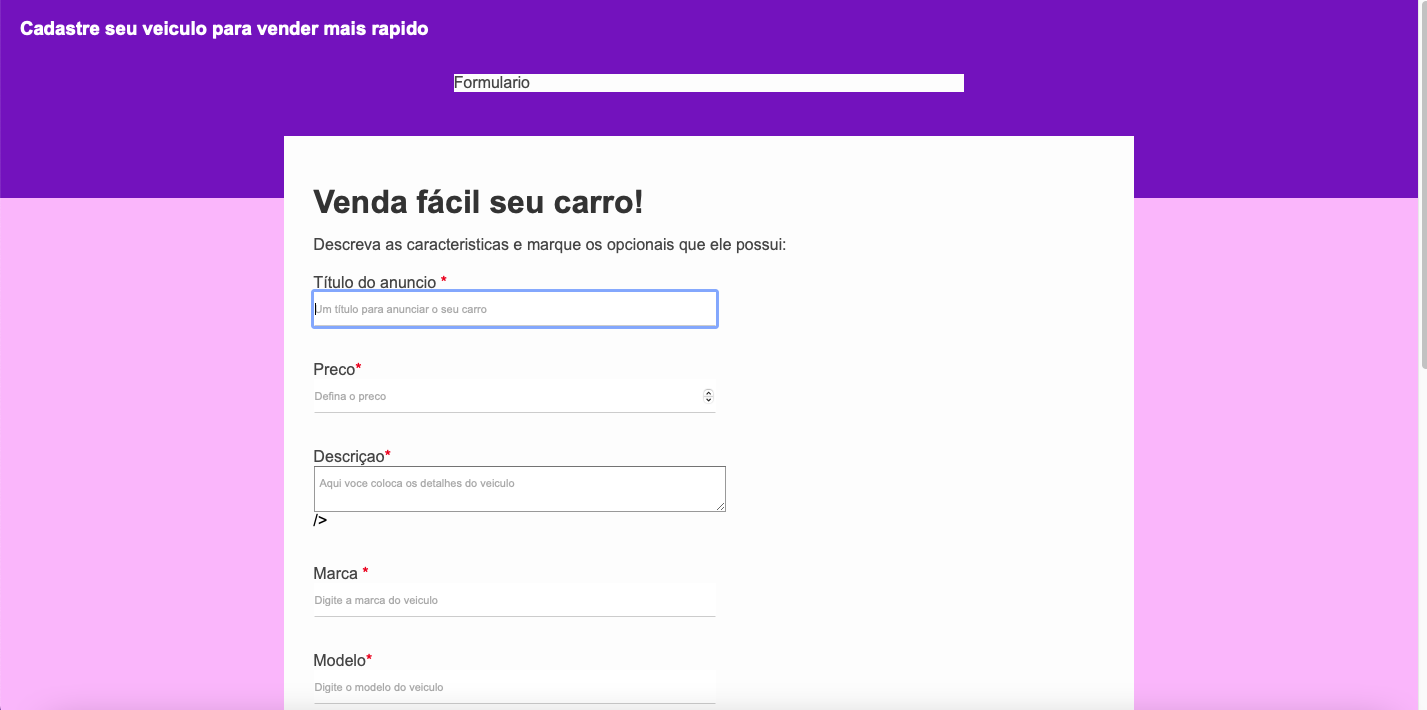 Cadastre seu veiculo para vender mais rapido
Formulario
Venda fácil seu carro!
Descreva as caracteristicas e marque os opcionais que ele possui:
Título do anuncio *
Um título para anunciar o seu carro
Preco*
Defina o preco
Descriçao*
Aqui voce coloca os detalhes do veiculo
/>
Marca *
Digite a marca do veiculo
Modelo*
Digite o modelo do veiculo